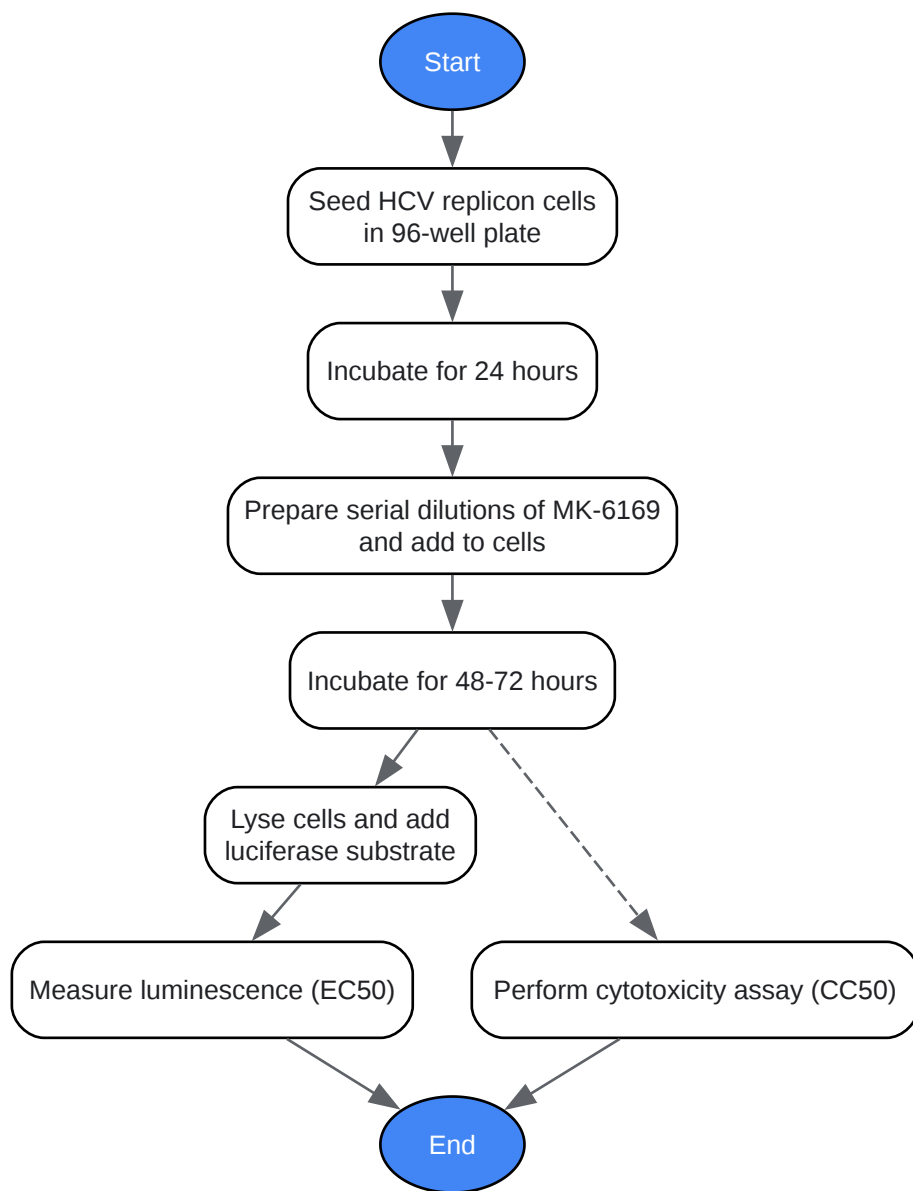 Start
Seed HCV replicon cells
in 96-well plate
Incubate for 24 hours
Prepare serial dilutions of MK-6169
and add to cells
Incubate for 48-72 hours
Lyse cells and add
luciferase substrate
Measure luminescence (EC50)
Perform cytotoxicity assay (CC50)
End